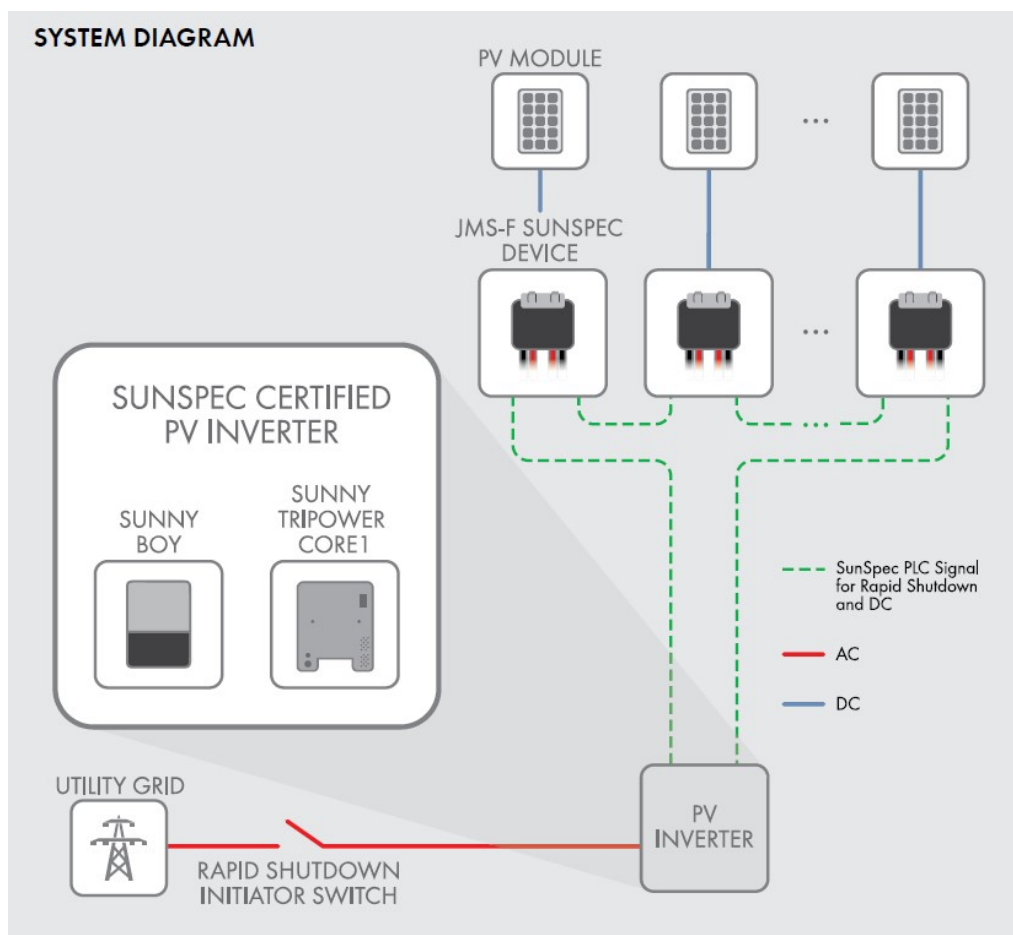 SYSTEM DIAGRAM
PV MODULE
...
JMS-F SUNSPEC
DEVICE
...
...
SUNSPEC CERTIFIED
PV INVERTER
SUNNY
BOY
SUNNY
TRIPOWER
CORE1
SunSpec PLC Signal
for Rapid Shutdown
and DC
AC
DC
UTILITY GRID
RAPID SHUTDOWN
INITIATOR SWITCH
PV
INVERTER